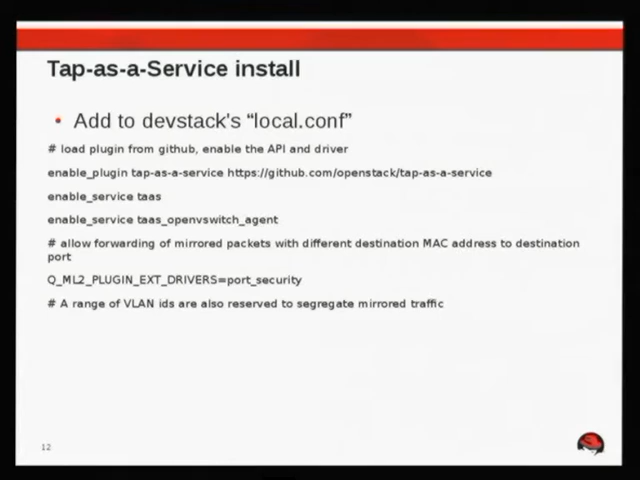 Tap-as-a-Service install
• Add to devstack's “local.conf”
# load plugin from github, enable the API and driver
enable_plugin tap-as-a-service https://github.com/openstack/tap-as-a-service
enable_service taas
enable_service taas_openvswitch_agent
# allow forwarding of mirrored packets with different destination MAC address to destination
port
Q_ML2_PLUGIN_EXT_DRIVERS=port_security
# A range of VLAN ids are also reserved to segregate mirrored traffic
12